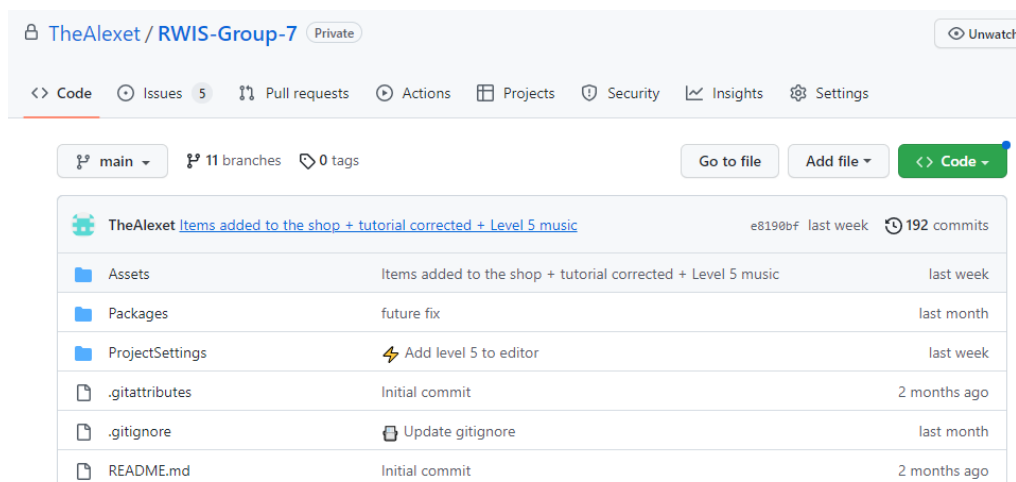 TheAlexet / RWIS-Group-7 Private Unwatch
Code Issues 5 Pull requests Actions Projects Security Insights Settings
main 11 branches 0 tags Go to file Add file Code
TheAlexet Items added to the shop + tutorial corrected + Level 5 music e8190bf last week 192 commits
Assets Items added to the shop + tutorial corrected + Level 5 music last week
Packages future fix last month
ProjectSettings ⚡ Add level 5 to editor last week
.gitattributes Initial commit 2 months ago
.gitignore Update gitignore last month
README.md Initial commit 2 months ago